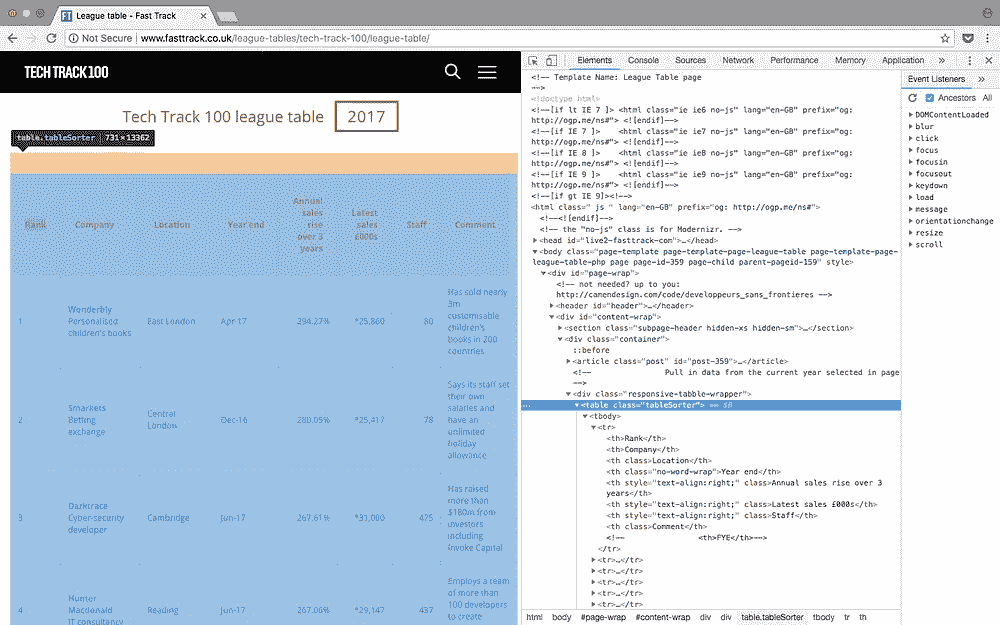 League table - Fast Track
Not Secure | www.fasttrack.co.uk/league-tables/tech-track-100/league-table/
TECH TRACK 100
Tech Track 100 league table 2017
table.tableSorter | 731×13362
Rank Company Location Year end Annual sales rise over 3 years Latest sales £000s Staff Comment
1 Wonderbly Personalised children's books East London Apr-17 294.27% *25,860 80 Has sold nearly 3m customisable children's books in 200 countries
2 Smarkets Betting exchange Central London Dec-16 280.05% *25,417 78 Says its staff set their own salaries and have an unlimited holiday allowance
3 Darktrace Cyber-security developer Cambridge Jun-17 267.61% *31,000 475 Has raised more than $180m from investors including Invoke Capital
4 Hunter Macdonald IT consultancy Reading Jun-17 267.06% *29,147 437 Employs a team of more than 100 developers to create
Elements Console Sources Network Performance Memory Application »
<!-- Template Name: League Table page
-->
<!doctype html>
<!--[if lt IE 7 ]> <html class="ie ie6 no-js" lang="en-GB" prefix="og:
http://ogp.me/ns#"> <![endif]-->
<!--[if IE 7 ]> <html class="ie ie7 no-js" lang="en-GB" prefix="og:
http://ogp.me/ns#"> <![endif]-->
<!--[if IE 8 ]> <html class="ie ie8 no-js" lang="en-GB" prefix="og:
http://ogp.me/ns#"> <![endif]-->
<!--[if IE 9 ]> <html class="ie ie9 no-js" lang="en-GB" prefix="og:
http://ogp.me/ns#"> <![endif]-->
<!--[if gt IE 9]><!-->
<html class=" js " lang="en-GB" prefix="og: http://ogp.me/ns#">
<!--<![endif]-->
<!-- the "no-js" class is for Modernizr. -->
<head id="live2-fasttrack-com">…</head>
<body class="page-template page-template-page-league-table page-template-page-
league-table-php page page-id-359 page-child parent-pageid-159" style>
<div id="page-wrap">
<!-- not needed? up to you:
http://camendesign.com/code/developpeurs_sans_frontieres -->
<header id="header">…</header>
<div id="content-wrap">
<section class="subpage-header hidden-xs hidden-sm">…</section>
<div class="container">
::before
<article class="post" id="post-359">…</article>
<!-- Pull in data from the current year selected in page
-->
<div class="responsive-tabble-wrapper">
<table class="tableSorter"> == $0
<tbody>
<tr>
<th>Rank</th>
<th>Company</th>
<th class>Location</th>
<th class="no-word-wrap">Year end</th>
<th style="text-align:right;" class>Annual sales rise over 3
years</th>
<th style="text-align:right;" class>Latest sales £000s</th>
<th style="text-align:right;" class>Staff</th>
<th class>Comment</th>
<!-- <th>FYE</th>-->
</tr>
<tr>…</tr>
<tr>…</tr>
<tr>…</tr>
<tr>…</tr>
<tr>…</tr>
html body #page-wrap #content-wrap div div table.tableSorter tbody tr th
Event Listeners »
Ancestors All
DOMContentLoaded
blur
click
focus
focusin
focusout
keydown
load
message
orientationchange
resize
scroll